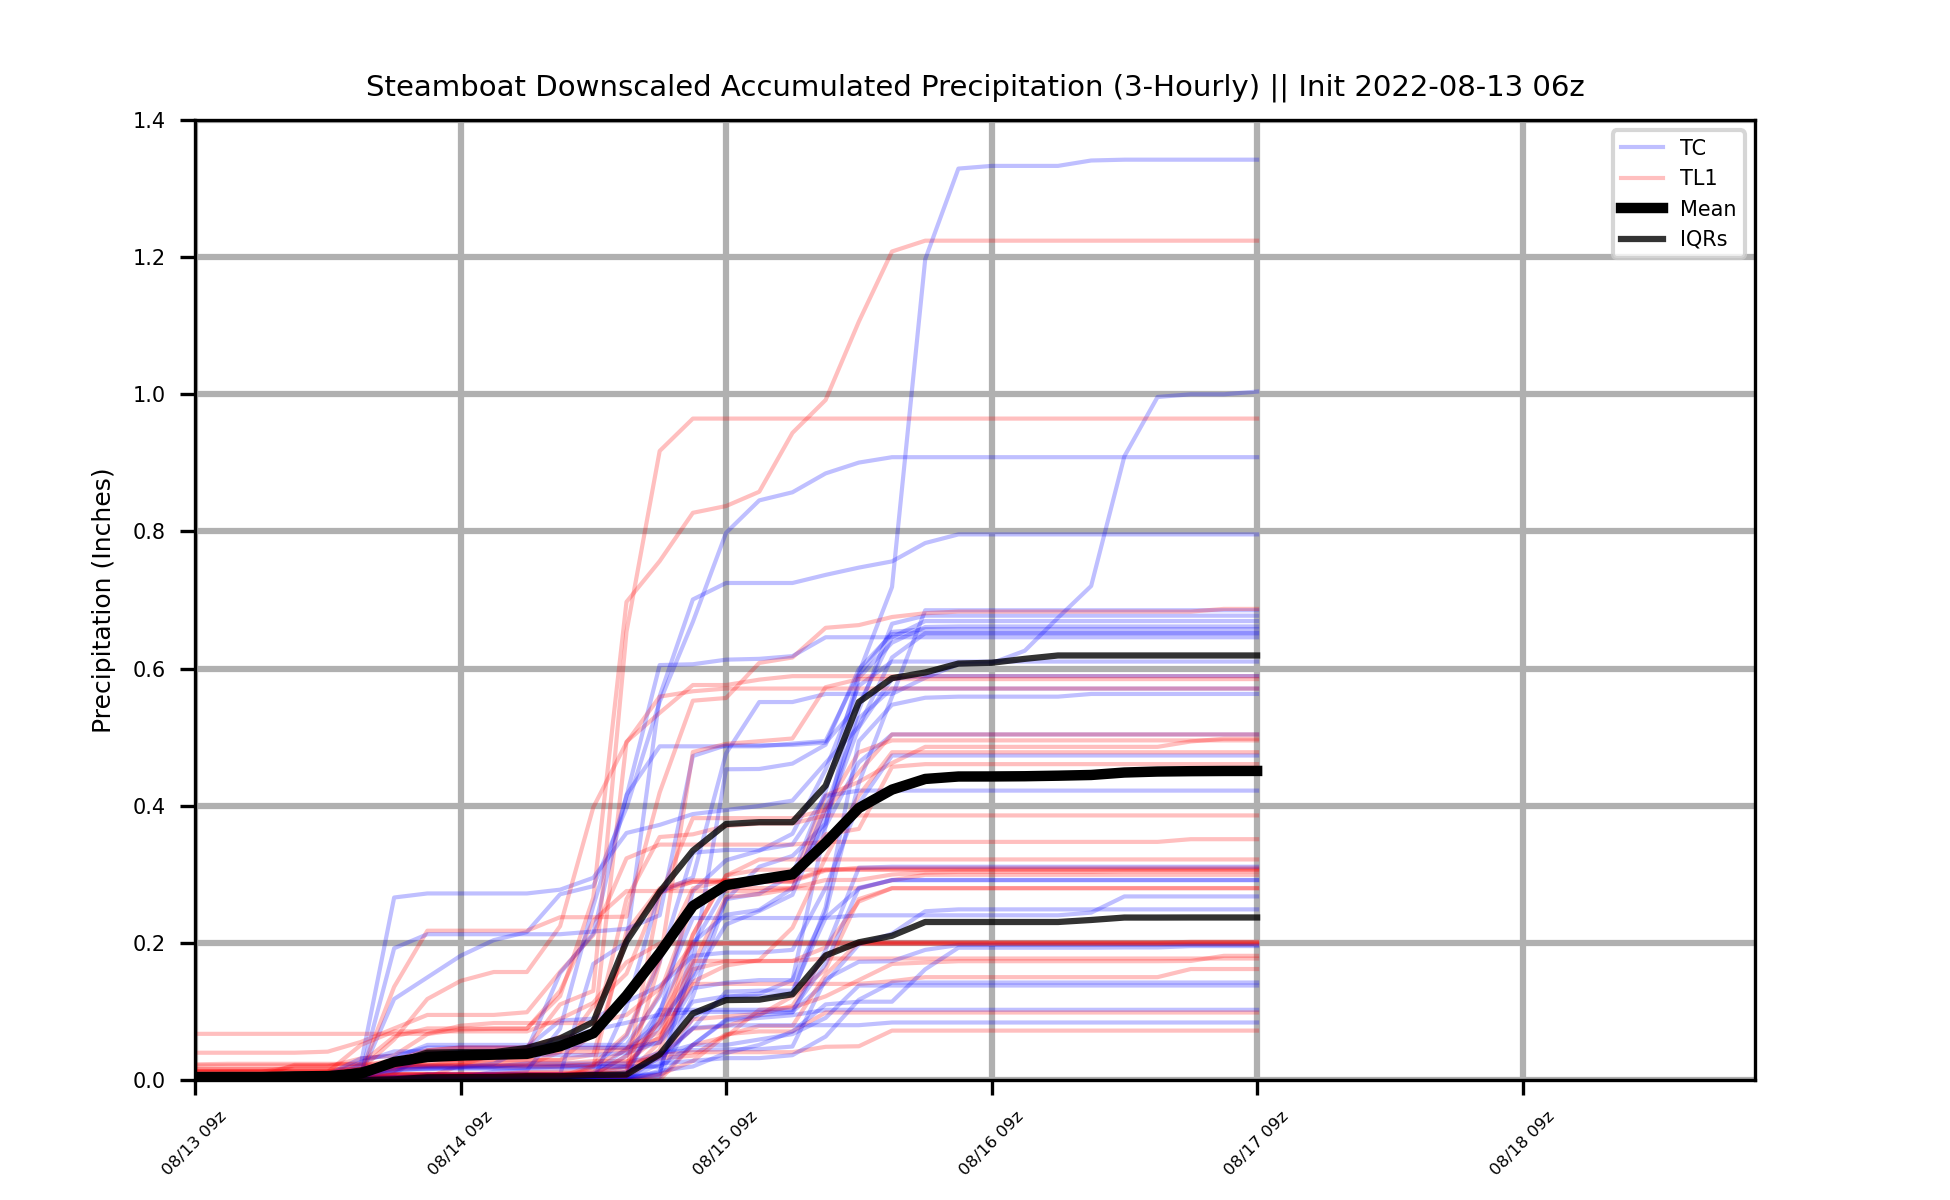 Steamboat Downscaled Accumulated Precipitation (3-Hourly) || Init 2022-08-13 06z
1.4
1.2
1.0
0.8
0.6
0.4
0.2
0.0
Precipitation (Inches)
TC
TL1
Mean
IQRs
08/13 09z
08/14 09z
08/15 09z
08/16 09z
08/17 09z
08/18 09z